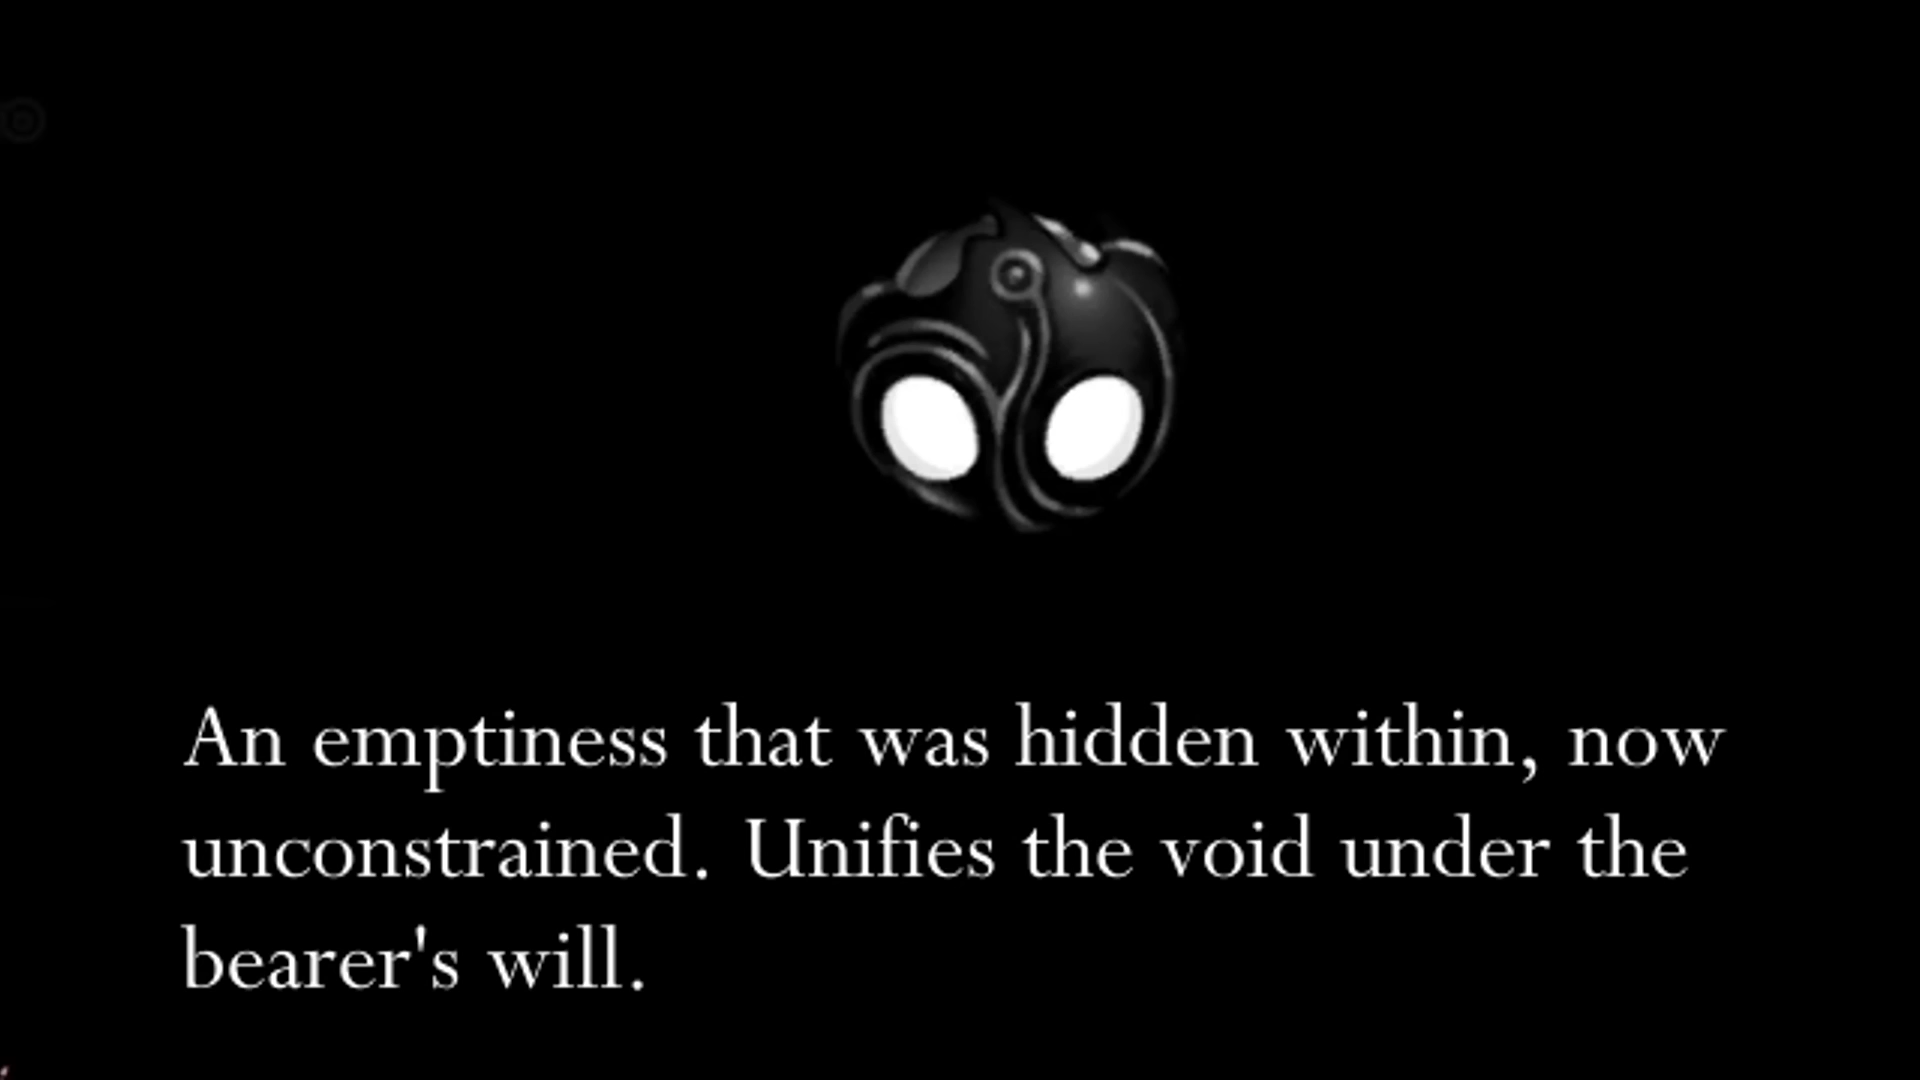 An emptiness that was hidden within, now
unconstrained. Unifies the void under the
bearer's will.